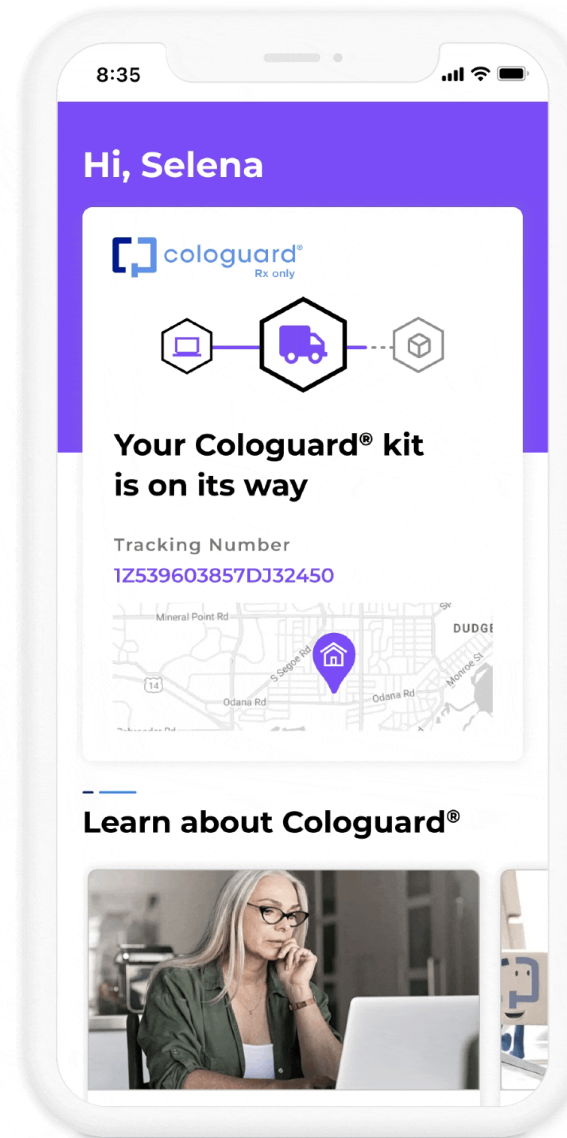 8:35
Hi, Selena
cologuard®
Rx only
Your Cologuard® kit
is on its way
Tracking Number
1Z539603857DJ32450
Mineral Point Rd
DUDGE
S Segoe Rd
Monroe St
14
Odana Rd
Odana Rd
Learn about Cologuard®